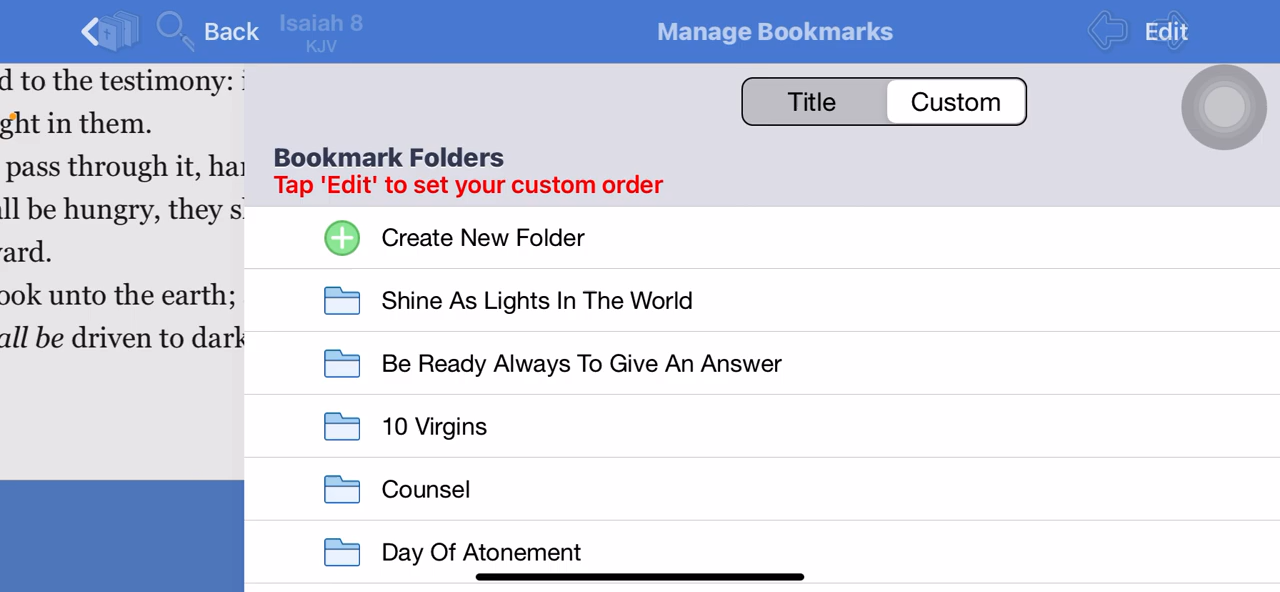 Back
Isaiah 8
KJV
Manage Bookmarks
Edit
Title
Custom
Bookmark Folders
Tap 'Edit' to set your custom order
Create New Folder
Shine As Lights In The World
Be Ready Always To Give An Answer
10 Virgins
Counsel
Day Of Atonement
d to the testimony: i
ght in them.
pass through it, har
all be hungry, they s
ard.
ook unto the earth;
all be driven to dark